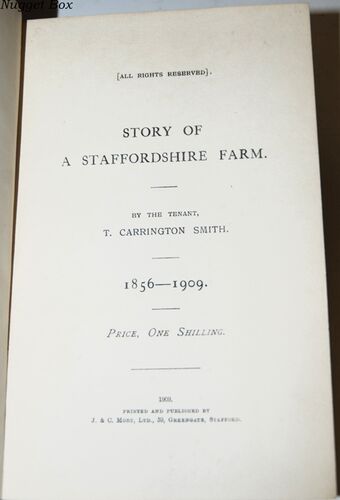 Nugget Box
[ALL RIGHTS RESERVED].
STORY OF
A STAFFORDSHIRE FARM.
BY THE TENANT,
T. CARRINGTON SMITH.
1856—1909.
PRICE, ONE SHILLING.
1909.
PRINTED AND PUBLISHED BY
J. & C. MORT, LTD., 39, GREENGATE, STAFFORD.